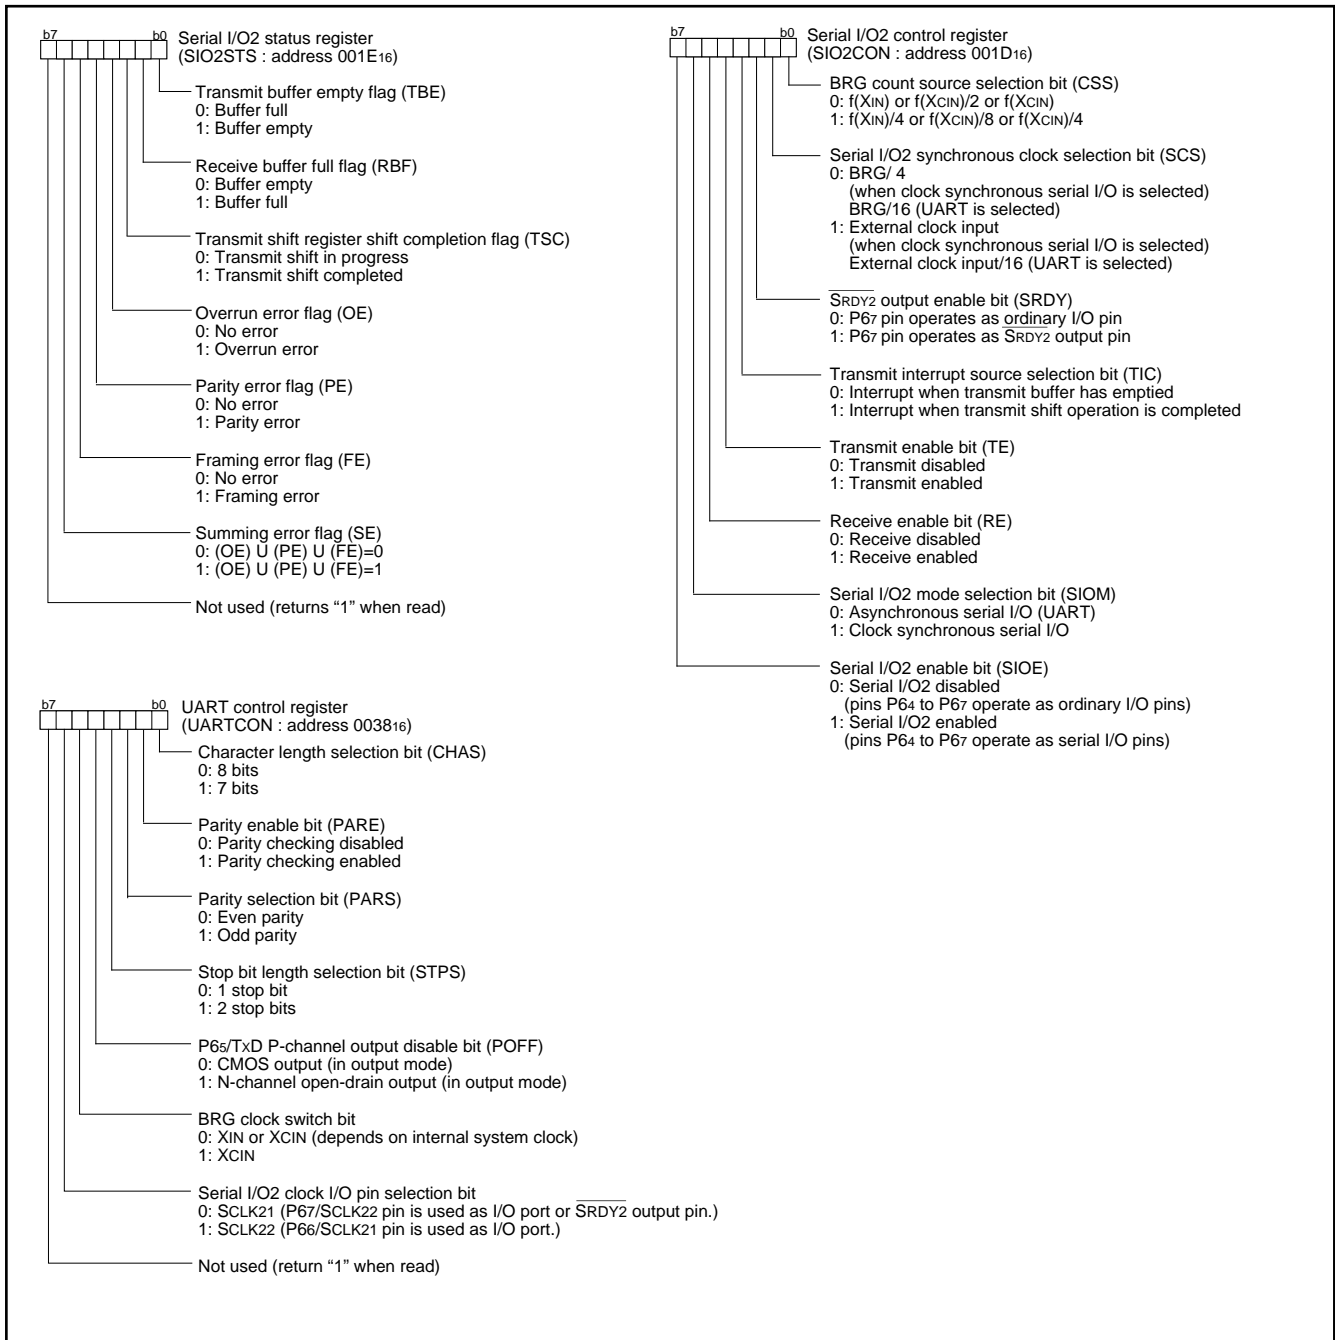 b7 b0 Serial I/O2 status register
(SIO2STS : address 001E16)
Transmit buffer empty flag (TBE)
0: Buffer full
1: Buffer empty
Receive buffer full flag (RBF)
0: Buffer empty
1: Buffer full
Transmit shift register shift completion flag (TSC)
0: Transmit shift in progress
1: Transmit shift completed
Overrun error flag (OE)
0: No error
1: Overrun error
Parity error flag (PE)
0: No error
1: Parity error
Framing error flag (FE)
0: No error
1: Framing error
Summing error flag (SE)
0: (OE) U (PE) U (FE)=0
1: (OE) U (PE) U (FE)=1
Not used (returns “1” when read)
b7 b0 UART control register
(UARTCON : address 003816)
Character length selection bit (CHAS)
0: 8 bits
1: 7 bits
Parity enable bit (PARE)
0: Parity checking disabled
1: Parity checking enabled
Parity selection bit (PARS)
0: Even parity
1: Odd parity
Stop bit length selection bit (STPS)
0: 1 stop bit
1: 2 stop bits
P65/TXD P-channel output disable bit (POFF)
0: CMOS output (in output mode)
1: N-channel open-drain output (in output mode)
BRG clock switch bit
0: XIN or XCIN (depends on internal system clock)
1: XCIN
Serial I/O2 clock I/O pin selection bit
0: SCLK21 (P67/SCLK22 pin is used as I/O port or SRDY2 output pin.)
1: SCLK22 (P66/SCLK21 pin is used as I/O port.)
Not used (return “1” when read)
b7 b0 Serial I/O2 control register
(SIO2CON : address 001D16)
BRG count source selection bit (CSS)
0: f(XIN) or f(XCIN)/2 or f(XCIN)
1: f(XIN)/4 or f(XCIN)/8 or f(XCIN)/4
Serial I/O2 synchronous clock selection bit (SCS)
0: BRG/ 4
(when clock synchronous serial I/O is selected)
BRG/16 (UART is selected)
1: External clock input
(when clock synchronous serial I/O is selected)
External clock input/16 (UART is selected)
SRDY2 output enable bit (SRDY)
0: P67 pin operates as ordinary I/O pin
1: P67 pin operates as SRDY2 output pin
Transmit interrupt source selection bit (TIC)
0: Interrupt when transmit buffer has emptied
1: Interrupt when transmit shift operation is completed
Transmit enable bit (TE)
0: Transmit disabled
1: Transmit enabled
Receive enable bit (RE)
0: Receive disabled
1: Receive enabled
Serial I/O2 mode selection bit (SIOM)
0: Asynchronous serial I/O (UART)
1: Clock synchronous serial I/O
Serial I/O2 enable bit (SIOE)
0: Serial I/O2 disabled
(pins P64 to P67 operate as ordinary I/O pins)
1: Serial I/O2 enabled
(pins P64 to P67 operate as serial I/O pins)